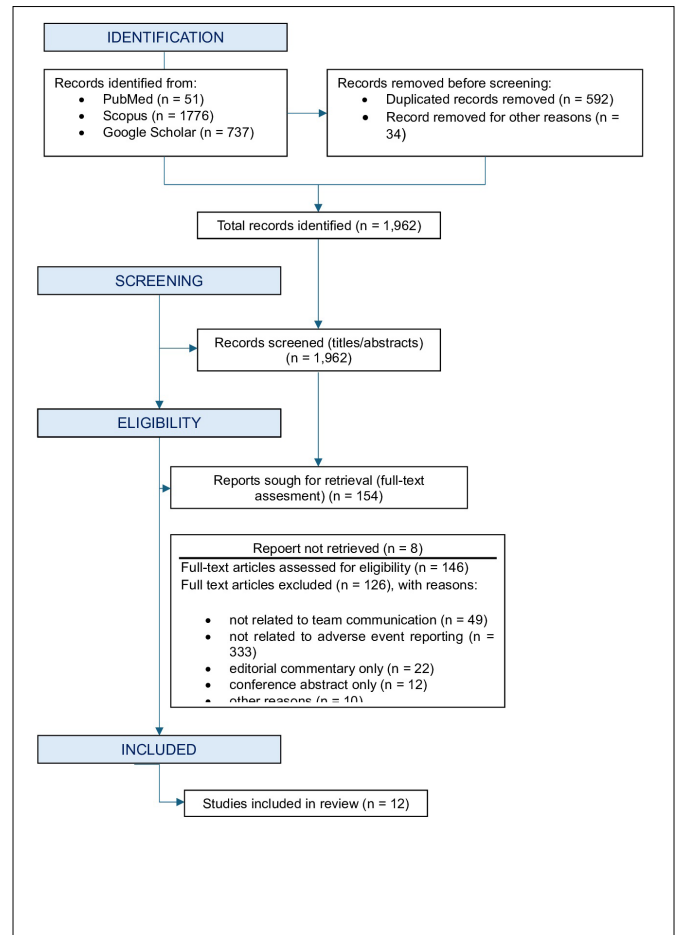 IDENTIFICATION
Records identified from:
• PubMed (n = 51)
• Scopus (n = 1776)
• Google Scholar (n = 737)
Records removed before screening:
• Duplicated records removed (n = 592)
• Record removed for other reasons (n =
34)
Total records identified (n = 1,962)
SCREENING
Records screened (titles/abstracts)
(n = 1,962)
ELIGIBILITY
Reports sough for retrieval (full-text
assesment) (n = 154)
Repoert not retrieved (n = 8)
Full-text articles assessed for eligibility (n = 146)
Full text articles excluded (n = 126), with reasons:
• not related to team communication (n = 49)
• not related to adverse event reporting (n =
333)
• editorial commentary only (n = 22)
• conference abstract only (n = 12)
• other reasons (n = 10)
INCLUDED
Studies included in review (n = 12)